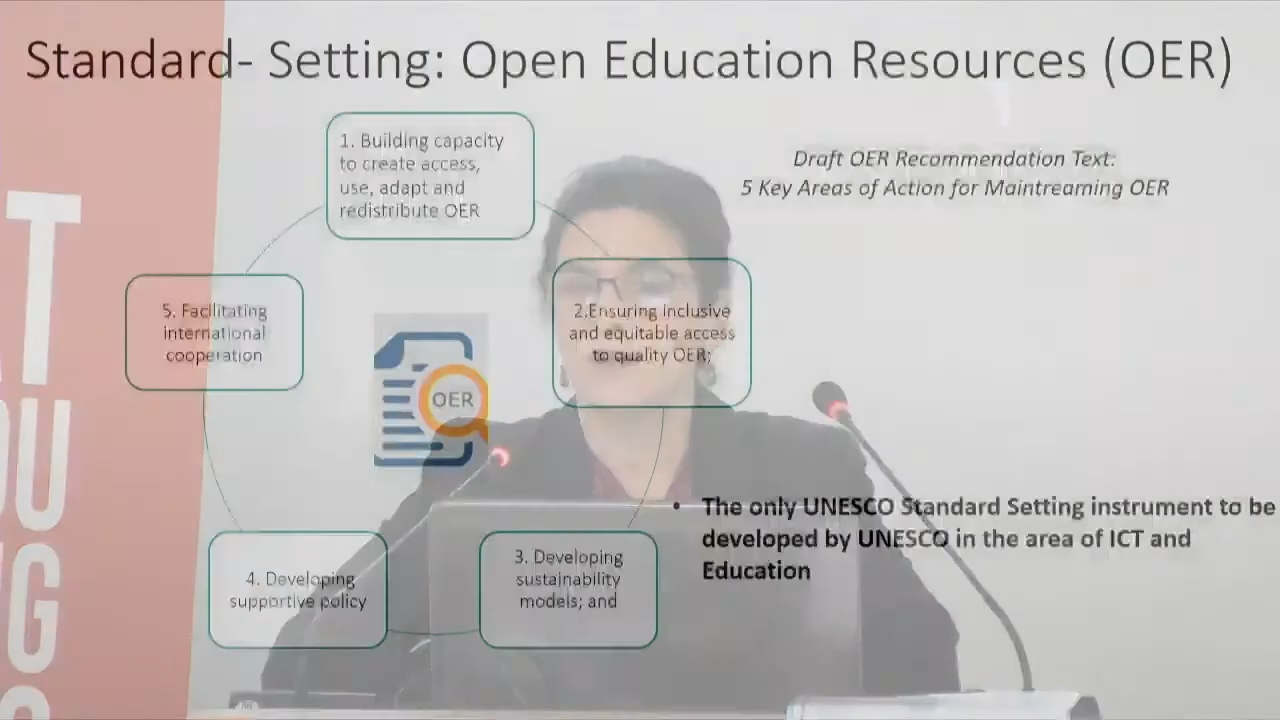 Standard- Setting: Open Education Resources (OER)
Draft OER Recommendation Text:
5 Key Areas of Action for Maintreaming OER
1. Building capacity
to create access,
use, adapt and
redistribute OER
2.Ensuring inclusive
and equitable access
to quality OER;
3. Developing
sustainability
models; and
4. Developing
supportive policy
5. Facilitating
international
cooperation
OER
• The only UNESCO Standard Setting instrument to be
developed by UNESCO in the area of ICT and
Education